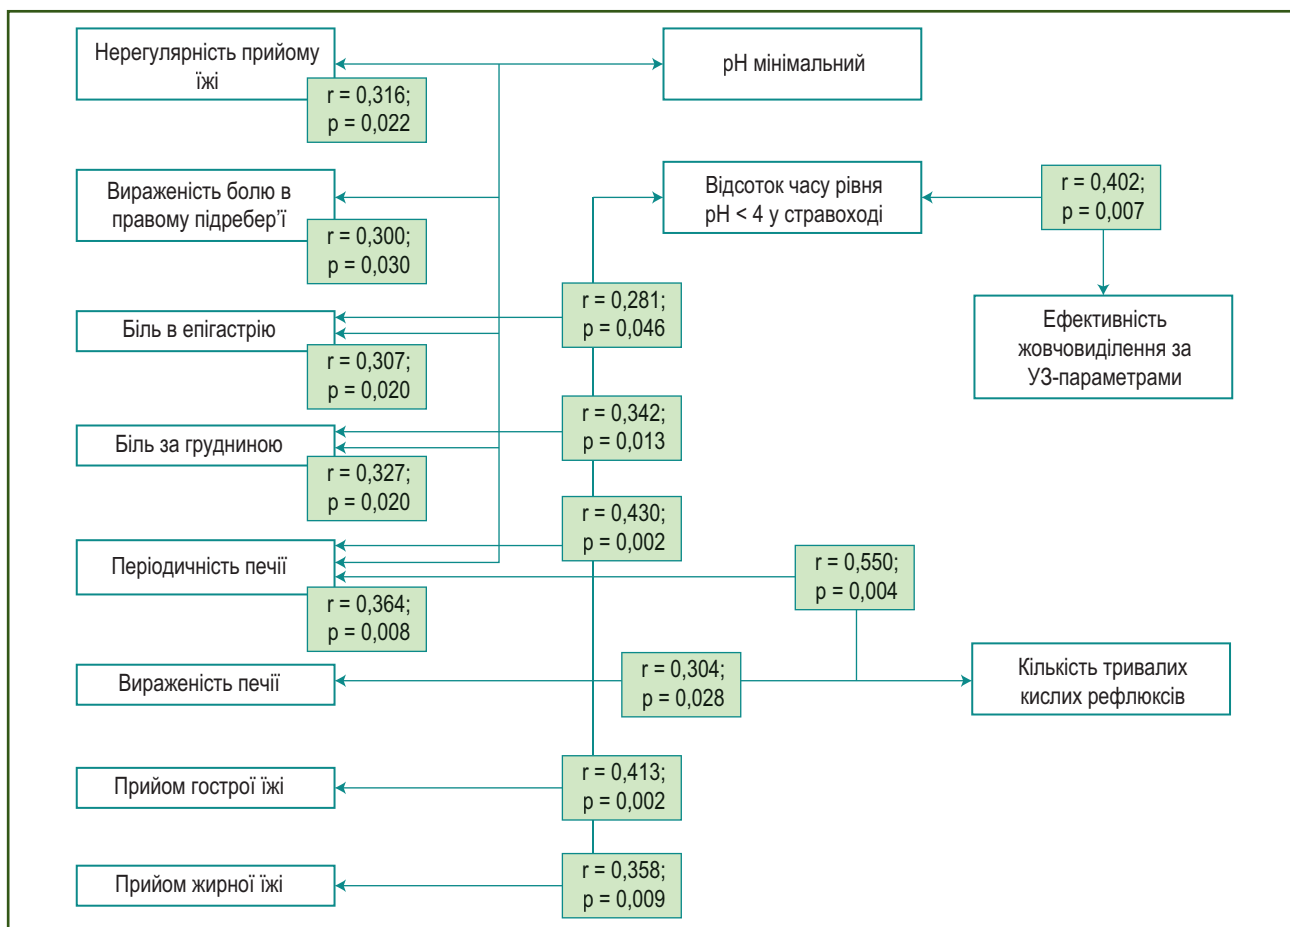 Нерегулярність прийому
їжі
r = 0,316;
p = 0,022
pH мінімальний
Вираженість болю в
правому підребер’ї
r = 0,300;
p = 0,030
Відсоток часу рівня
pH < 4 у стравоході
r = 0,402;
p = 0,007
Ефективність
жовчовиділення за
УЗ-параметрами
r = 0,281;
p = 0,046
Біль в епігастрію
r = 0,307;
p = 0,020
r = 0,342;
p = 0,013
Біль за грудниною
r = 0,327;
p = 0,020
r = 0,430;
p = 0,002
Періодичність печії
r = 0,364;
p = 0,008
r = 0,550;
p = 0,004
Вираженість печії
r = 0,304;
p = 0,028
Кількість тривалих
кислих рефлюксів
Прийом гострої їжі
r = 0,413;
p = 0,002
Прийом жирної їжі
r = 0,358;
p = 0,009